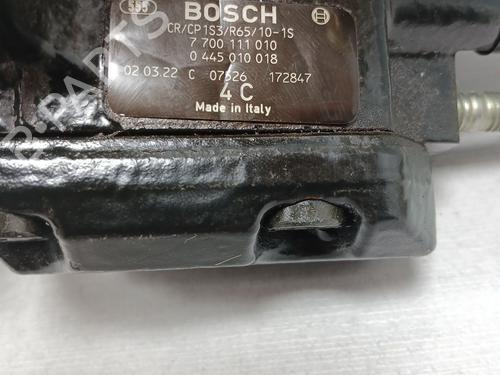 555 BOSCH
CR/CP1S3/R65/10-1S
7 700 111 010
0 445 010 018
02.03.22 C 07526 172847
4 C
Made in Italy